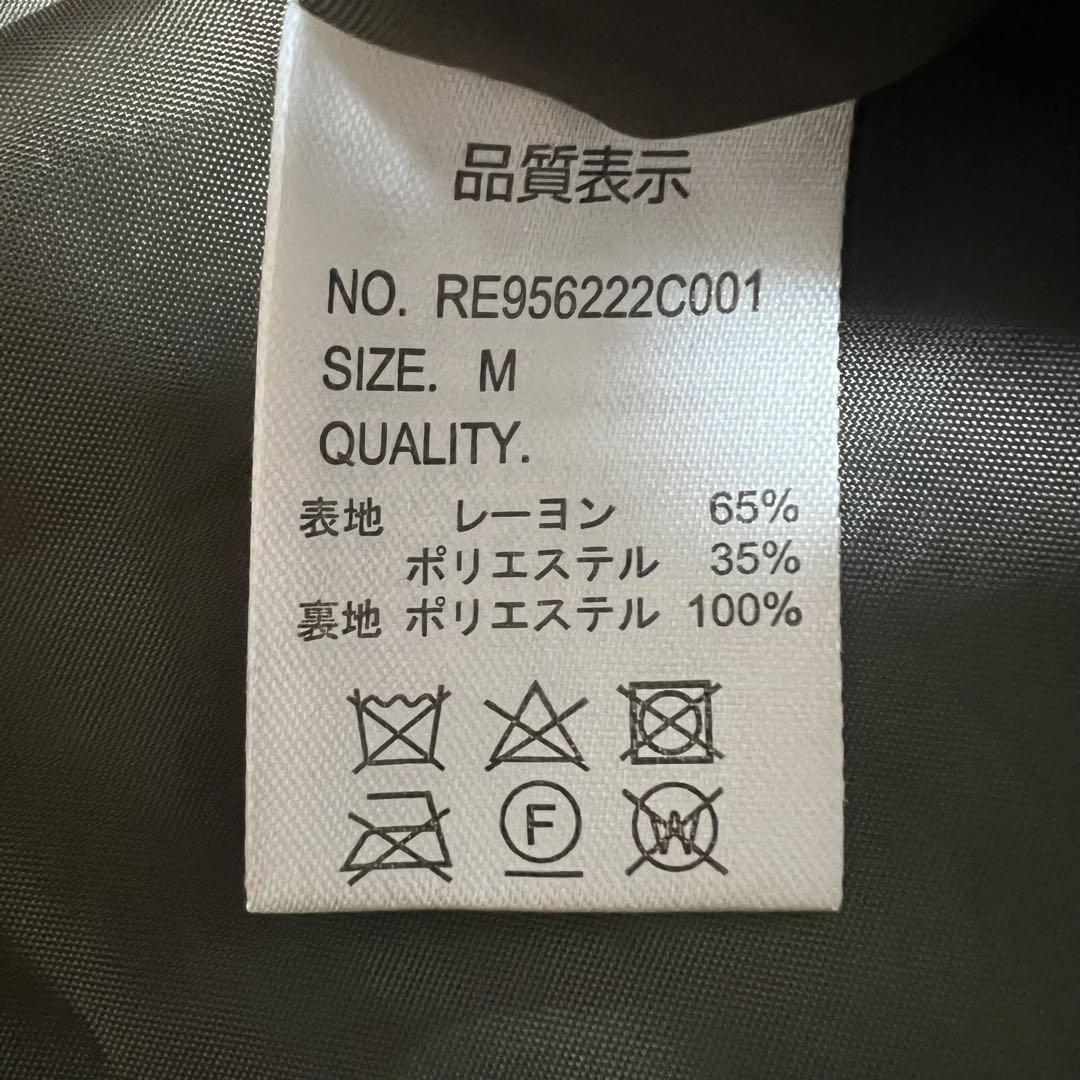 品質表示
NO. RE956222C001
SIZE. M
QUALITY.
表地 レーヨン 65%
ポリエステル 35%
裏地 ポリエステル 100%
F
W